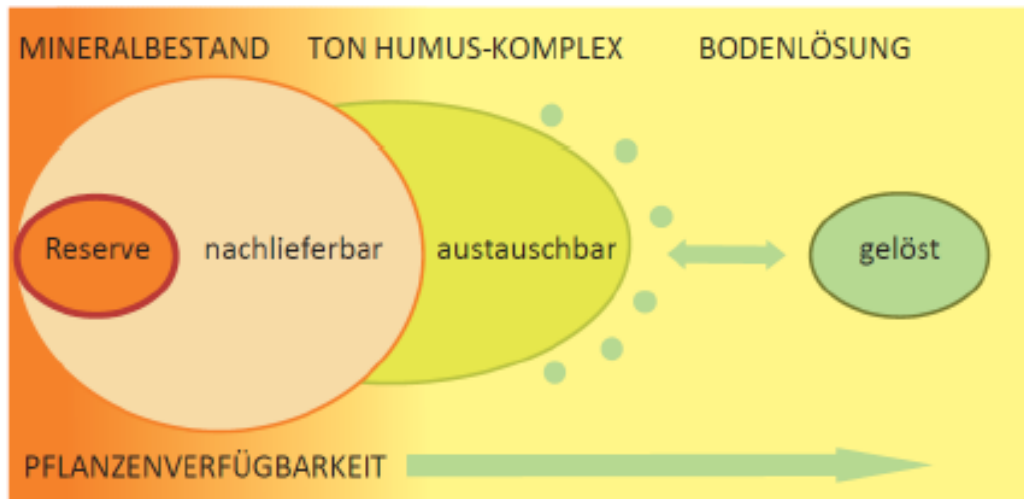 MINERALBESTAND TON HUMUS-KOMPLEX BODENLÖSUNG
Reserve nachlieferbar austauschbar gelöst
PFLANZENVERFÜGBARKEIT